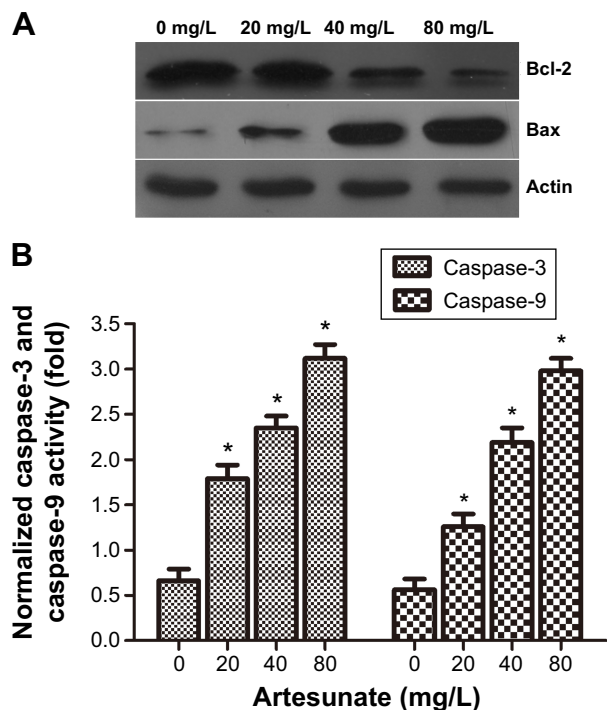 A
0 mg/L 20 mg/L 40 mg/L 80 mg/L
Bcl-2
Bax
Actin
B
Caspase-3
Caspase-9
Normalized caspase-3 and
caspase-9 activity (fold)
3.5
3.0
2.5
2.0
1.5
1.0
0.5
0.0
* * * * * *
0 20 40 80 0 20 40 80
Artesunate (mg/L)